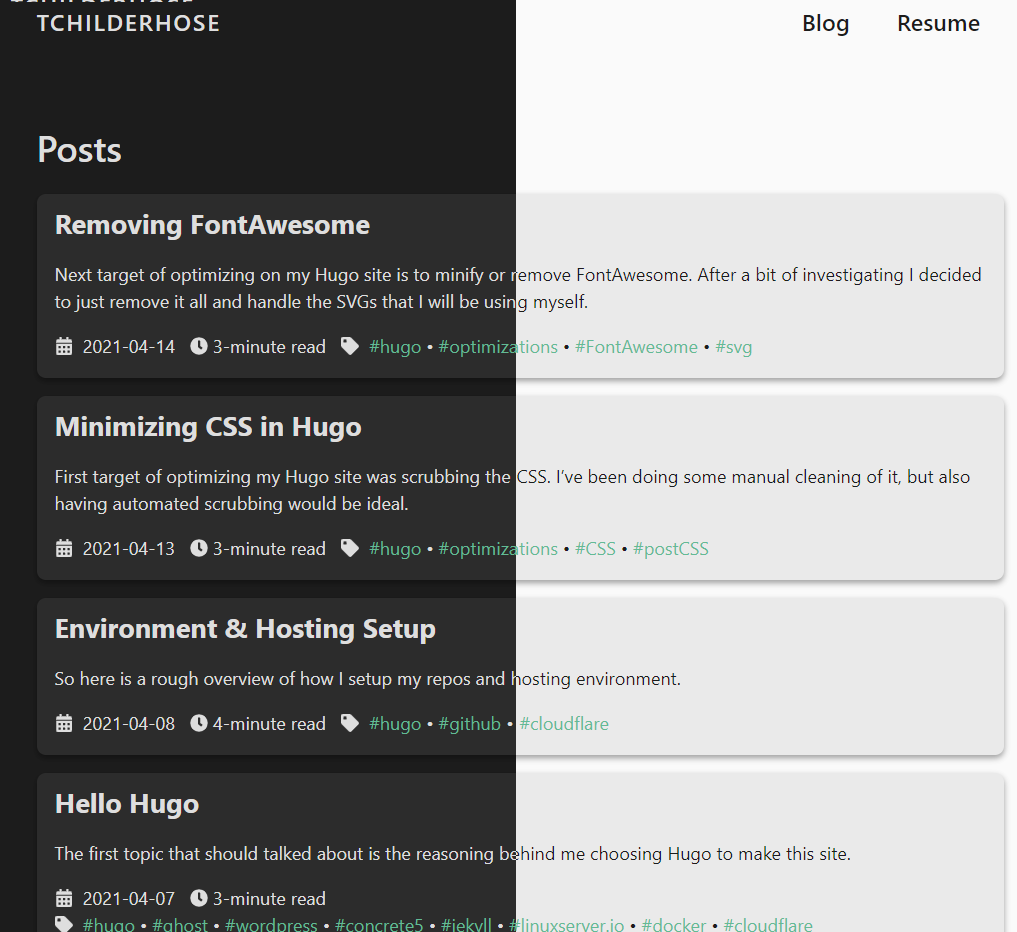 TCHILDERHOSE Blog Resume
Posts
Removing FontAwesome
Next target of optimizing on my Hugo site is to minify or remove FontAwesome. After a bit of investigating I decided
to just remove it all and handle the SVGs that I will be using myself.
2021-04-14 3-minute read #hugo • #optimizations • #FontAwesome • #svg
Minimizing CSS in Hugo
First target of optimizing my Hugo site was scrubbing the CSS. I’ve been doing some manual cleaning of it, but also
having automated scrubbing would be ideal.
2021-04-13 3-minute read #hugo • #optimizations • #CSS • #postCSS
Environment & Hosting Setup
So here is a rough overview of how I setup my repos and hosting environment.
2021-04-08 4-minute read #hugo • #github • #cloudflare
Hello Hugo
The first topic that should talked about is the reasoning behind me choosing Hugo to make this site.
2021-04-07 3-minute read
#hugo • #ghost • #wordpress • #concrete5 • #jekyll • #linuxserver.io • #docker • #cloudflare